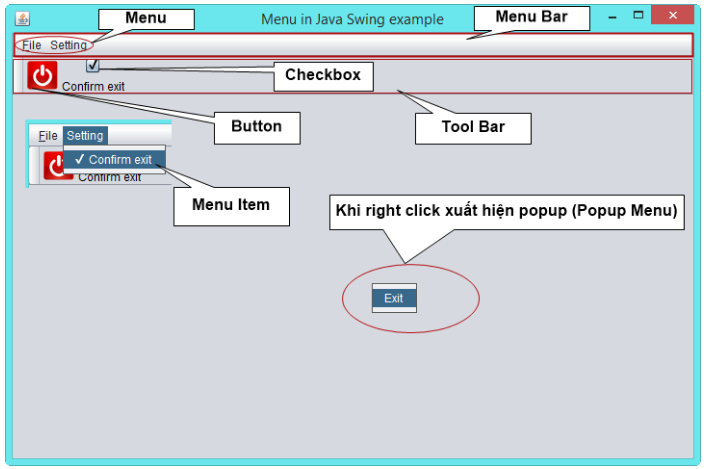 Menu
Menu in Java Swing example
Menu Bar
File Setting
Confirm exit
Checkbox
Button
Tool Bar
File Setting
✓ Confirm exit
Confirm exit
Menu Item
Khi right click xuất hiện popup (Popup Menu)
Exit